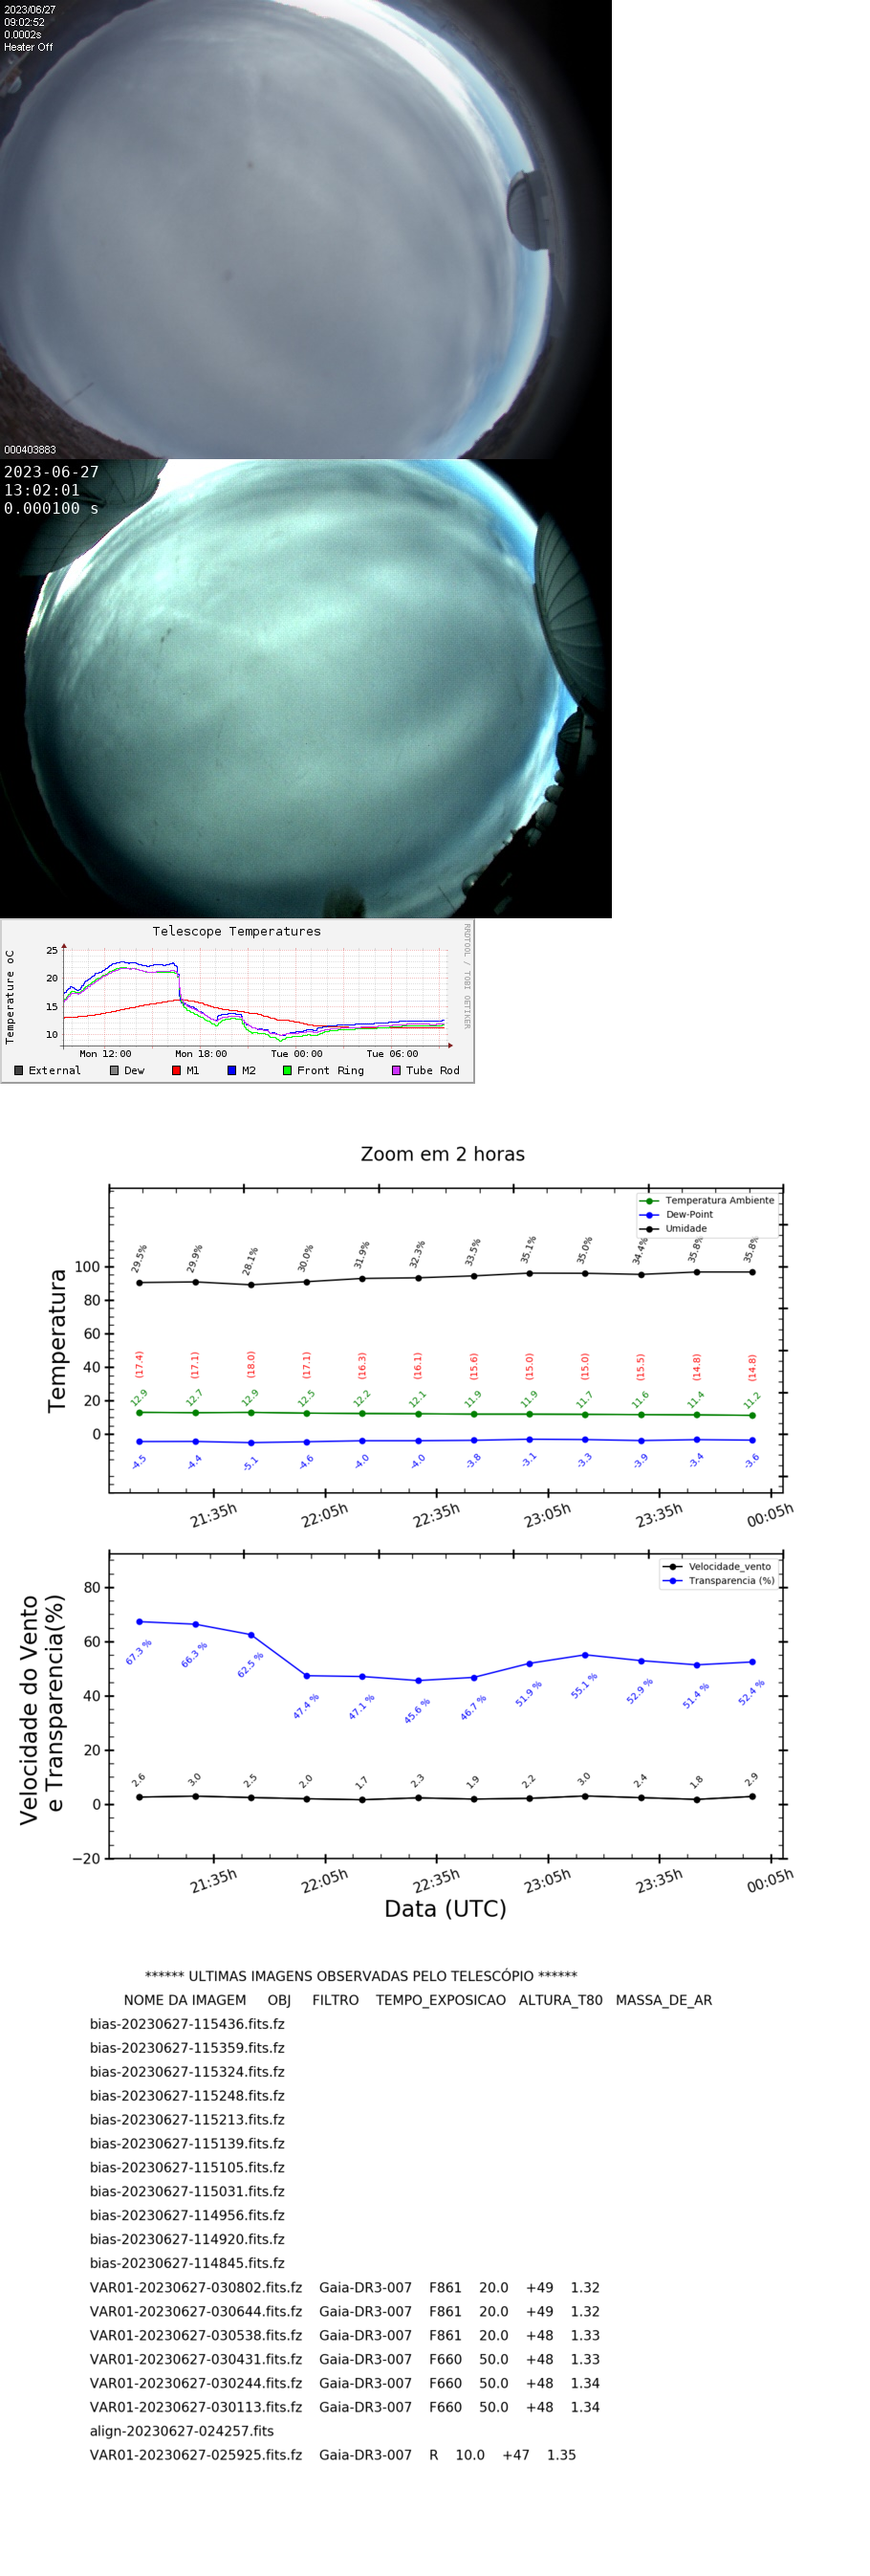 2023/06/27
09:02:52
0.0002s
Heater Off
000403883
2023-06-27
13:02:01
0.000100 s
Telescope Temperatures
RRDTOOL / TOBI OETIKER
Temperature oC
25
20
15
10
Mon 12:00 Mon 18:00 Tue 00:00 Tue 06:00
External Dew M1 M2 Front Ring Tube Rod
Zoom em 2 horas
Temperatura Ambiente
Dew-Point
Umidade
Temperatura
100
80
60
40
20
0
29.5% 29.9% 28.1% 30.0% 31.9% 32.3% 33.5% 35.1% 35.0% 34.4% 35.8% 35.8%
(17.4) (17.1) (18.0) (17.1) (16.3) (16.1) (15.6) (15.0) (15.0) (15.5) (14.8) (14.8)
12.9 12.7 12.9 12.5 12.2 12.1 11.9 11.9 11.7 11.6 11.4 11.2
-4.5 -4.4 -5.1 -4.6 -4.0 -4.0 -3.8 -3.1 -3.3 -3.9 -3.4 -3.6
21:35h 22:05h 22:35h 23:05h 23:35h 00:05h
Velocidade_vento
Transparencia (%)
Velocidade do Vento
e Transparencia(%)
80
60
40
20
0
−20
67.3 % 66.3 % 62.5 % 47.4 % 47.1 % 45.6 % 46.7 % 51.9 % 55.1 % 52.9 % 51.4 % 52.4 %
2.6 3.0 2.5 2.0 1.7 2.3 1.9 2.2 3.0 2.4 1.8 2.9
21:35h 22:05h 22:35h 23:05h 23:35h 00:05h
Data (UTC)
****** ULTIMAS IMAGENS OBSERVADAS PELO TELESCÓPIO ******
NOME DA IMAGEM OBJ FILTRO TEMPO_EXPOSICAO ALTURA_T80 MASSA_DE_AR
bias-20230627-115436.fits.fz
bias-20230627-115359.fits.fz
bias-20230627-115324.fits.fz
bias-20230627-115248.fits.fz
bias-20230627-115213.fits.fz
bias-20230627-115139.fits.fz
bias-20230627-115105.fits.fz
bias-20230627-115031.fits.fz
bias-20230627-114956.fits.fz
bias-20230627-114920.fits.fz
bias-20230627-114845.fits.fz
VAR01-20230627-030802.fits.fz Gaia-DR3-007 F861 20.0 +49 1.32
VAR01-20230627-030644.fits.fz Gaia-DR3-007 F861 20.0 +49 1.32
VAR01-20230627-030538.fits.fz Gaia-DR3-007 F861 20.0 +48 1.33
VAR01-20230627-030431.fits.fz Gaia-DR3-007 F660 50.0 +48 1.33
VAR01-20230627-030244.fits.fz Gaia-DR3-007 F660 50.0 +48 1.34
VAR01-20230627-030113.fits.fz Gaia-DR3-007 F660 50.0 +48 1.34
align-20230627-024257.fits
VAR01-20230627-025925.fits.fz Gaia-DR3-007 R 10.0 +47 1.35